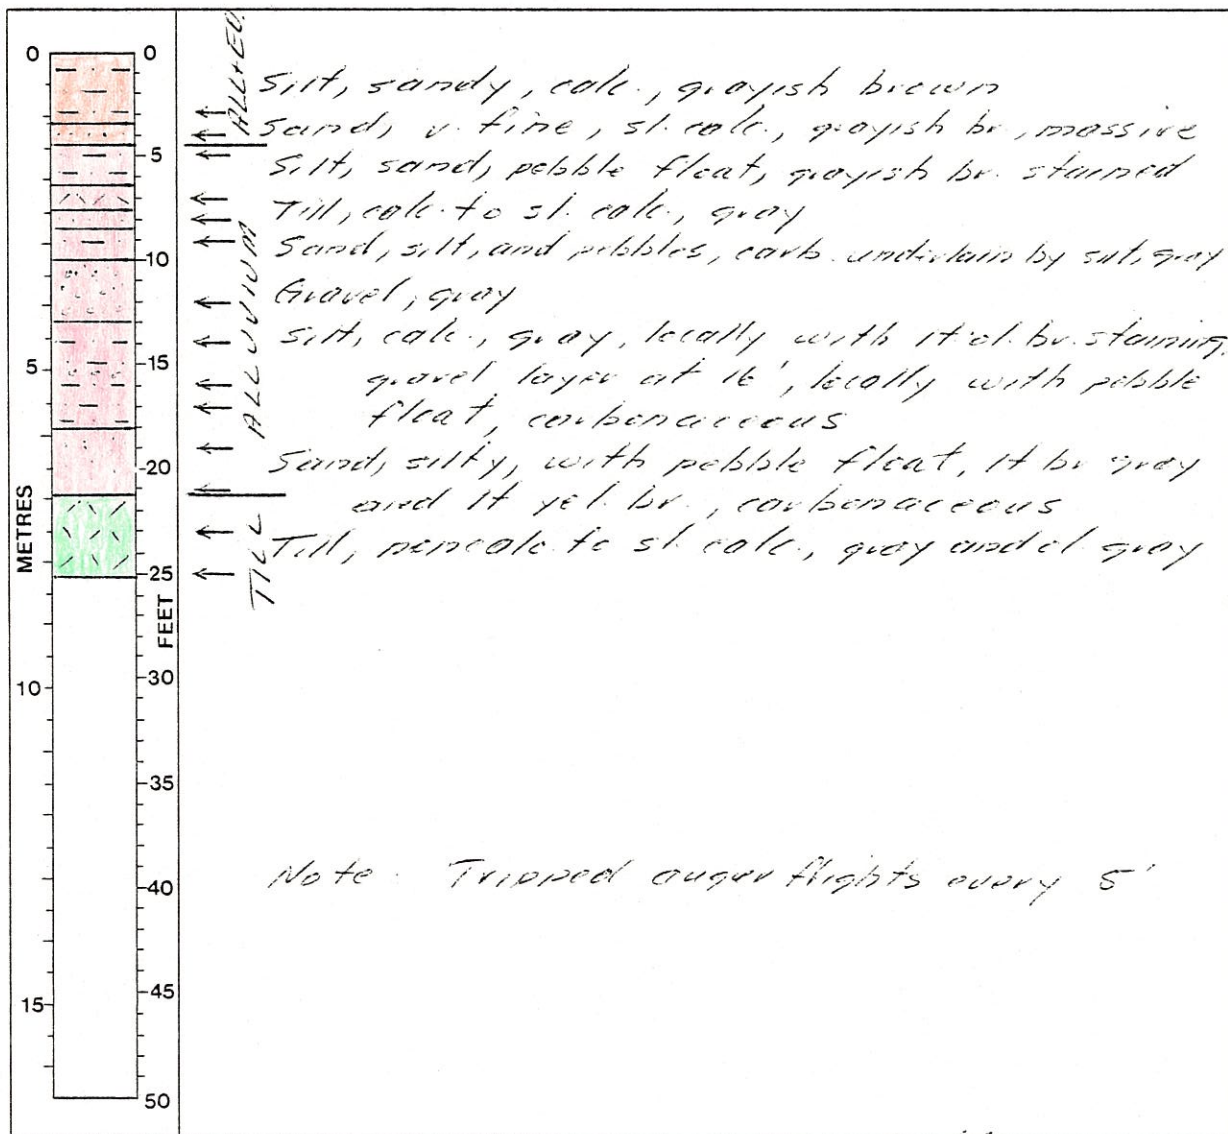 0
0
5
10
15
20
25
30
35
40
45
50
5
10
15
METRES
FEET
ALL+EO.
ALLUVIUM
TILL
Silt, sandy, calc., grayish brown
Sand, v. fine, sl. calc., grayish br., massive
Silt, sand, pebble float, grayish br. stained
Till, calc. to sl. calc., gray
Sand, silt, and pebbles, carb. underlain by silt, gray
Gravel, gray
Silt, calc., gray, locally with lt ol. br. staining,
gravel layer at 16', locally with pebble
float, carbonaceous
Sand, silty, with pebble float, lt br gray
and lt yel. br., carbonaceous
Till, noncalc. to sl. calc., gray and ol. gray
Note: Tripped auger flights every 5'